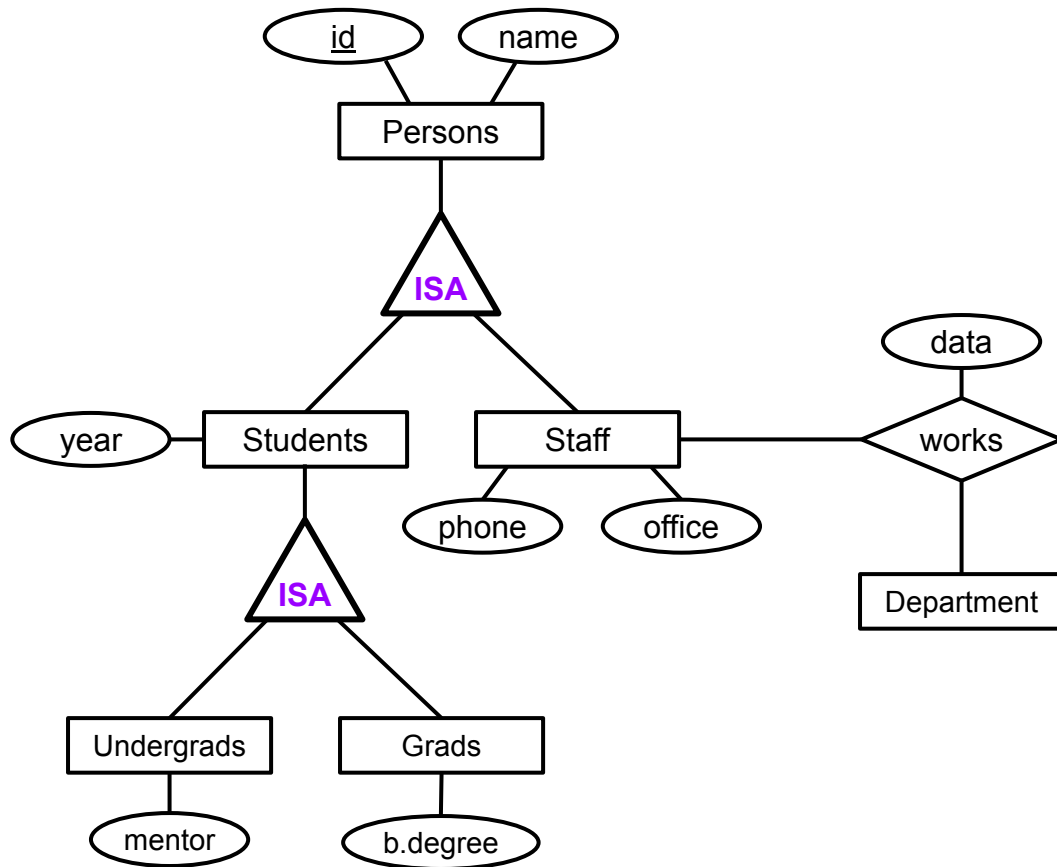 id
name
Persons
ISA
data
year
Students
Staff
works
phone
office
ISA
Department
Undergrads
Grads
mentor
b.degree